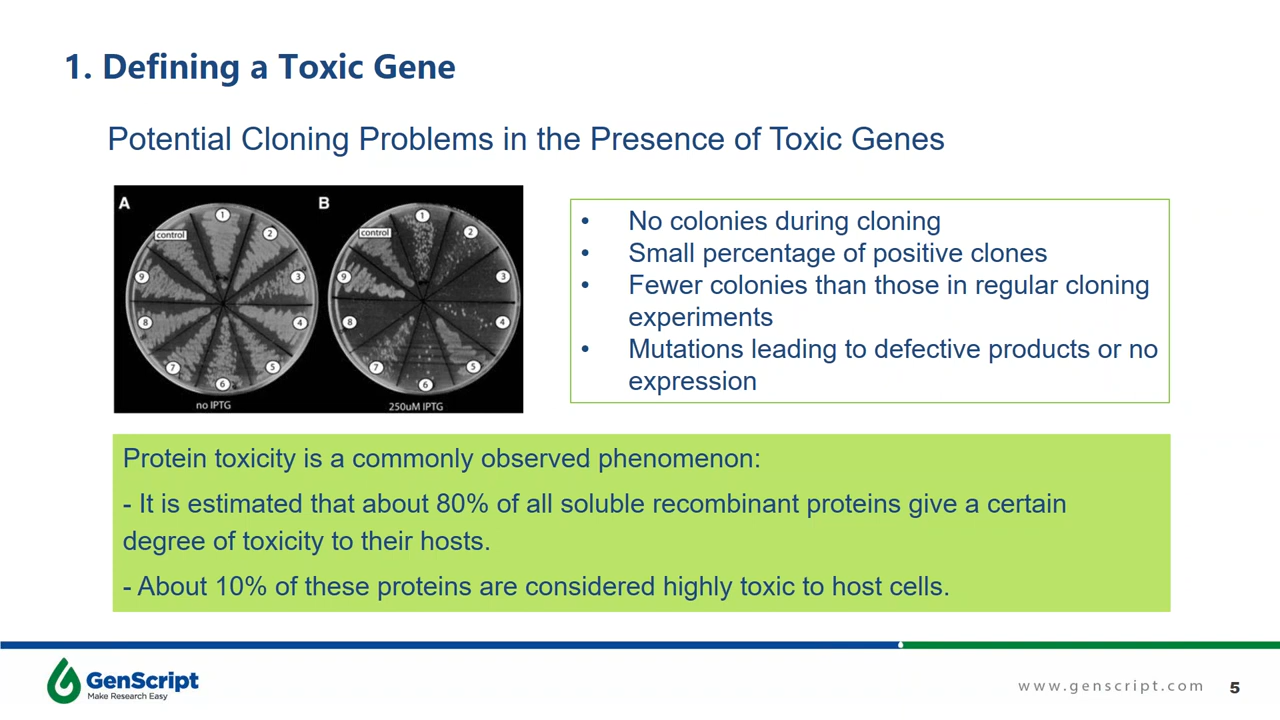 1. Defining a Toxic Gene
Potential Cloning Problems in the Presence of Toxic Genes
A
B
control
1
2
3
4
5
6
7
8
9
no IPTG
control
1
2
3
4
5
6
7
8
9
250uM IPTG
• No colonies during cloning
• Small percentage of positive clones
• Fewer colonies than those in regular cloning
experiments
• Mutations leading to defective products or no
expression
Protein toxicity is a commonly observed phenomenon:
- It is estimated that about 80% of all soluble recombinant proteins give a certain
degree of toxicity to their hosts.
- About 10% of these proteins are considered highly toxic to host cells.
GenScript
Make Research Easy
www.genscript.com
5